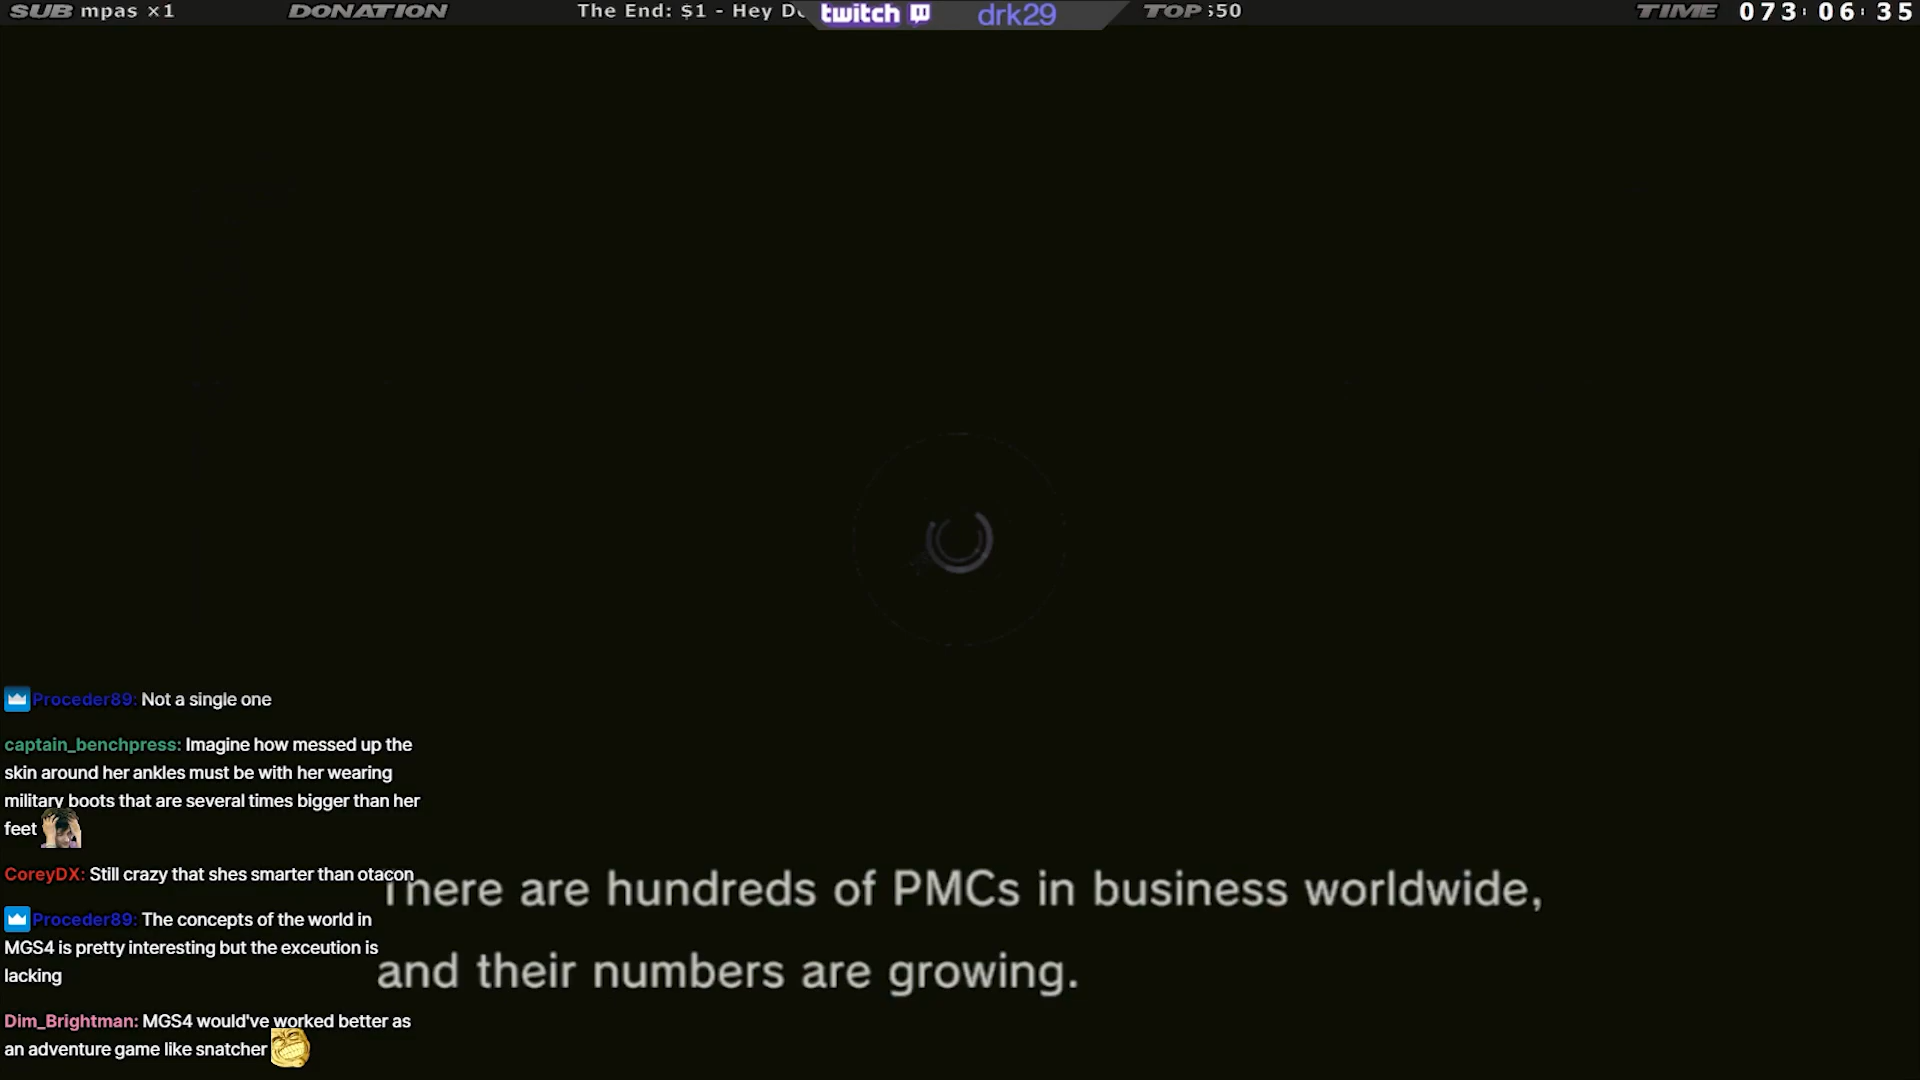 SUB mpas ×1
DONATION
The End: $1 - Hey
twitch
drk29
TOP
50
TIME 073:06:35
Proceder89: Not a single one
captain_benchpress: Imagine how messed up the
skin around her ankles must be with her wearing
military boots that are several times bigger than her
feet
CoreyDX: Still crazy that shes smarter than otacon
Proceder89: The concepts of the world in
MGS4 is pretty interesting but the exceution is
lacking
Dim_Brightman: MGS4 would've worked better as
an adventure game like snatcher
There are hundreds of PMCs in business worldwide,
and their numbers are growing.